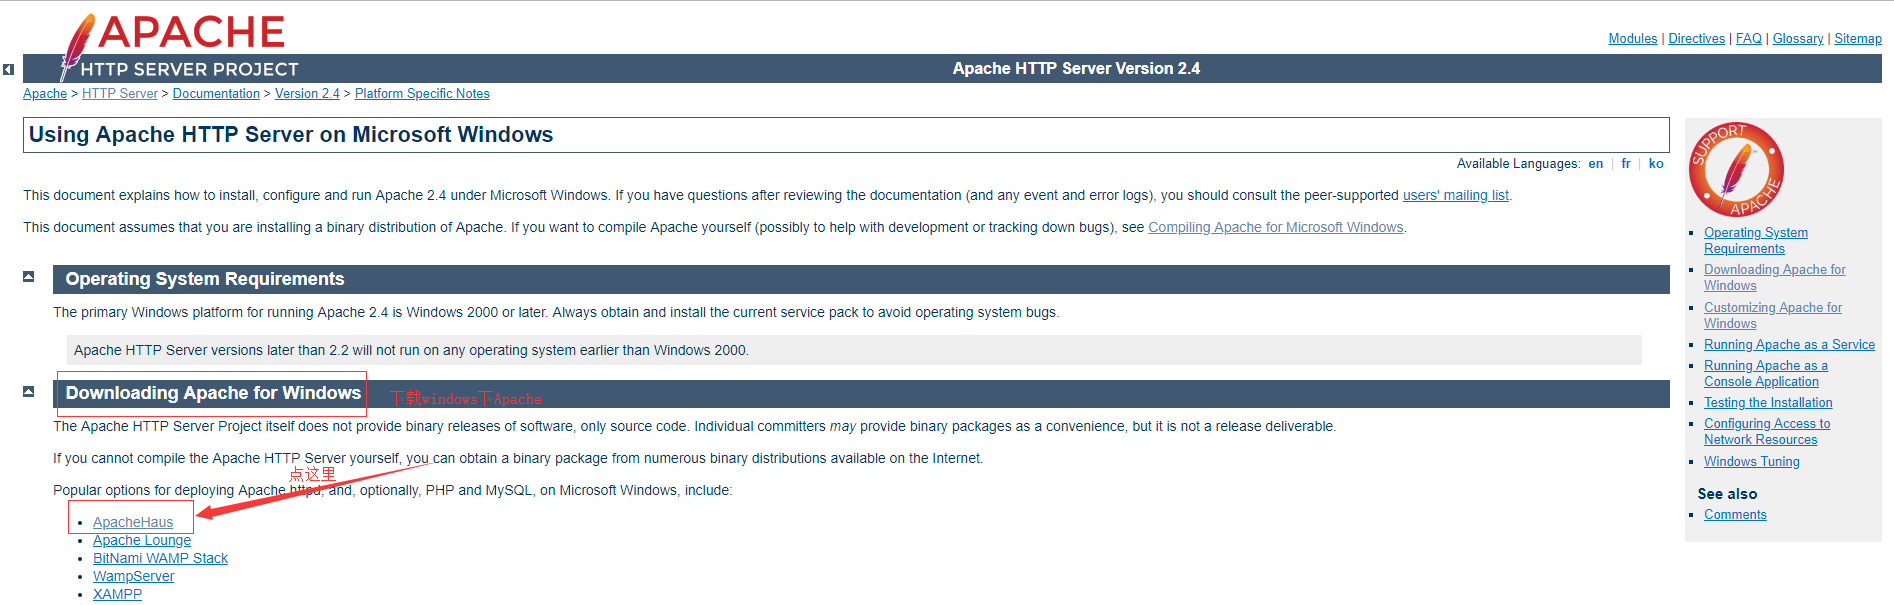 APACHE
HTTP SERVER PROJECT
Modules | Directives | FAQ | Glossary | Sitemap
Apache HTTP Server Version 2.4
Apache > HTTP Server > Documentation > Version 2.4 > Platform Specific Notes
Using Apache HTTP Server on Microsoft Windows
Available Languages: en | fr | ko
This document explains how to install, configure and run Apache 2.4 under Microsoft Windows. If you have questions after reviewing the documentation (and any event and error logs), you should consult the peer-supported users' mailing list.
This document assumes that you are installing a binary distribution of Apache. If you want to compile Apache yourself (possibly to help with development or tracking down bugs), see Compiling Apache for Microsoft Windows.
Operating System Requirements
The primary Windows platform for running Apache 2.4 is Windows 2000 or later. Always obtain and install the current service pack to avoid operating system bugs.
Apache HTTP Server versions later than 2.2 will not run on any operating system earlier than Windows 2000.
Downloading Apache for Windows
下载windows下Apache
The Apache HTTP Server Project itself does not provide binary releases of software, only source code. Individual committers may provide binary packages as a convenience, but it is not a release deliverable.
If you cannot compile the Apache HTTP Server yourself, you can obtain a binary package from numerous binary distributions available on the Internet.
点这里
Popular options for deploying Apache httpd, and, optionally, PHP and MySQL, on Microsoft Windows, include:
ApacheHaus
Apache Lounge
BitNami WAMP Stack
WampServer
XAMPP
SUPPORT
APACHE
Operating System
Requirements
Downloading Apache for
Windows
Customizing Apache for
Windows
Running Apache as a Service
Running Apache as a
Console Application
Testing the Installation
Configuring Access to
Network Resources
Windows Tuning
See also
Comments